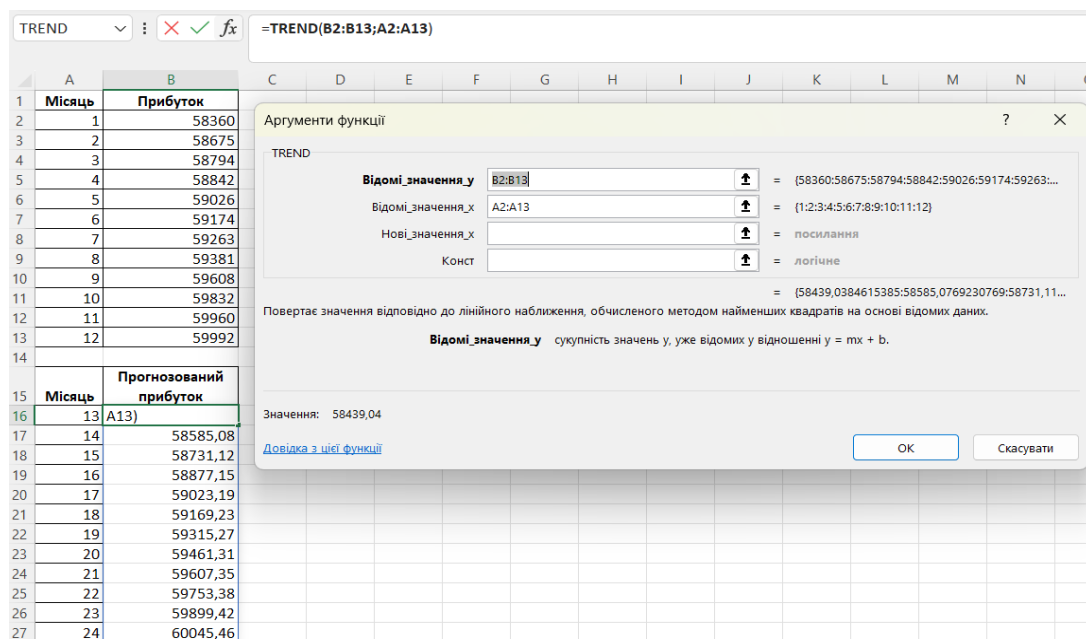 TREND fx =TREND(B2:B13;A2:A13)
A B C D E F G H I J K L M N
1 Місяць Прибуток
2 1 58360
3 2 58675
4 3 58794
5 4 58842
6 5 59026
7 6 59174
8 7 59263
9 8 59381
10 9 59608
11 10 59832
12 11 59960
13 12 59992
14
15 Місяць Прогнозований
прибуток
16 13 A13)
17 14 58585,08
18 15 58731,12
19 16 58877,15
20 17 59023,19
21 18 59169,23
22 19 59315,27
23 20 59461,31
24 21 59607,35
25 22 59753,38
26 23 59899,42
27 24 60045,46
Аргументи функції ? ×
TREND
Відомі_значення_y B2:B13 = {58360:58675:58794:58842:59026:59174:59263:...
Відомі_значення_x A2:A13 = {1:2:3:4:5:6:7:8:9:10:11:12}
Нові_значення_x = посилання
Конст = логічне
= {58439,0384615385:58585,0769230769:58731,11...
Повертає значення відповідно до лінійного наближення, обчисленого методом найменших квадратів на основі відомих даних.
Відомі_значення_y сукупність значень y, уже відомих у відношенні y = mx + b.
Значення: 58439,04
Довідка з цієї функції ОК Скасувати